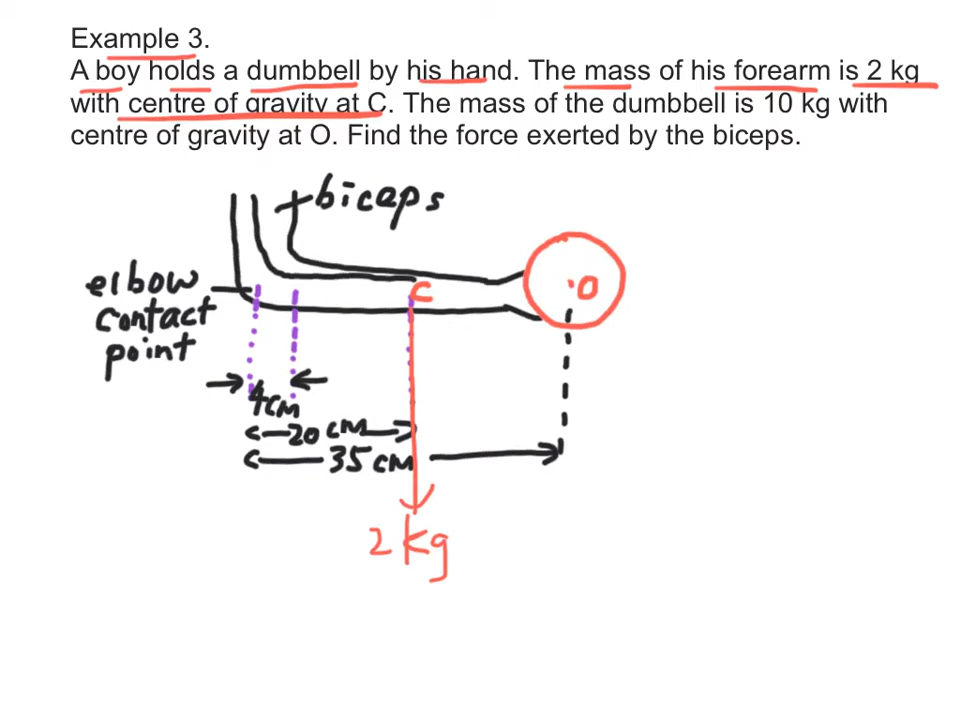 Example 3.
A boy holds a dumbbell by his hand. The mass of his forearm is 2 kg
with centre of gravity at C. The mass of the dumbbell is 10 kg with
centre of gravity at O. Find the force exerted by the biceps.
biceps
elbow
contact
point
C
O
4cm
20 cm
35 cm
2 kg